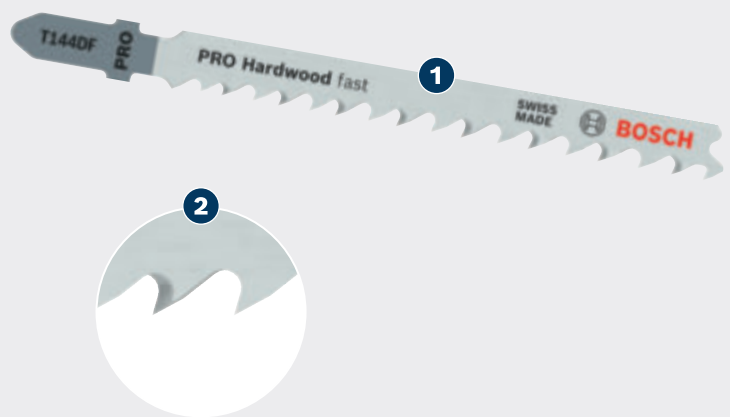 T144DF
PRO
PRO Hardwood fast
1
SWISS
MADE
BOSCH
2